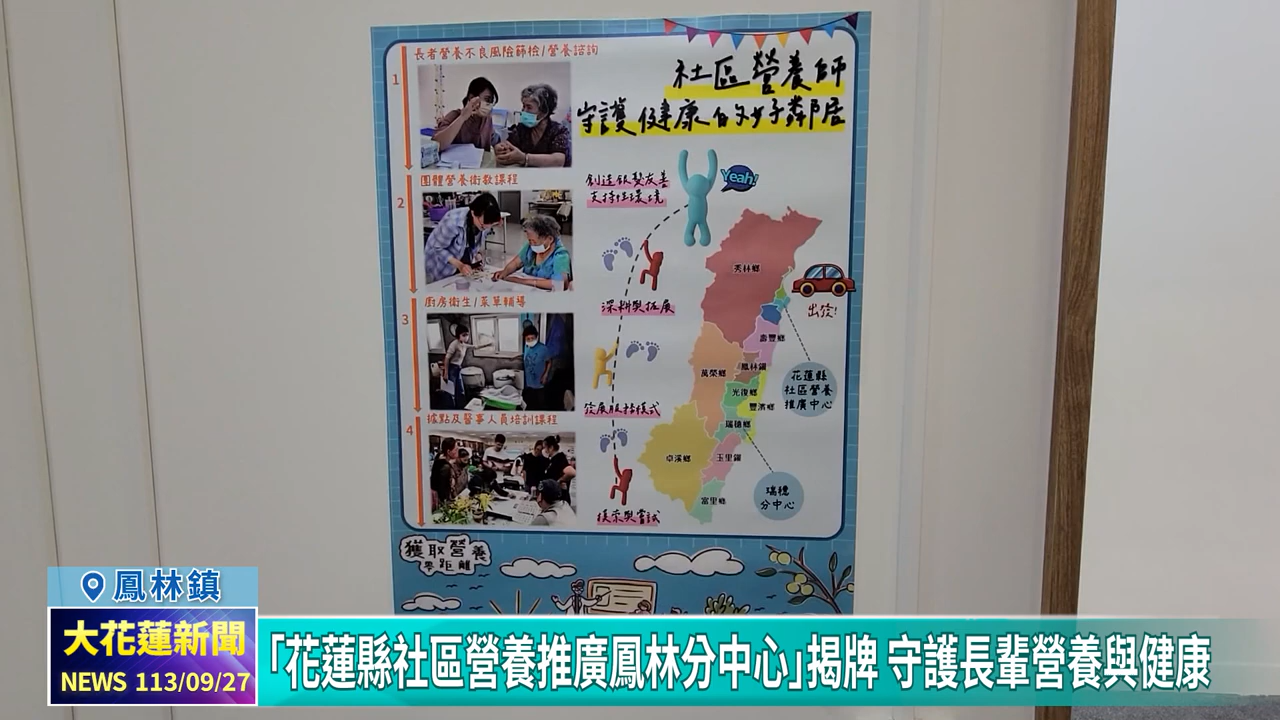 1 長者營養不良風險篩檢/營養諮詢
2 團體營養衛教課程
3 廚房衛生/菜單輔導
4 據點及醫事人員培訓課程
社區營養師
守護健康的好鄰居
Yeah!
創造銀髮友善
支持性環境
深耕與拓展
發展服務模式
摸索與嘗試
秀林鄉
壽豐鄉
鳳林鎮
萬榮鄉
光復鄉
豐濱鄉
瑞穗鄉
卓溪鄉
玉里鎮
富里鄉
出發!
花蓮縣
社區營養
推廣中心
瑞穗
分中心
獲取營養
零距離
鳳林鎮
大花蓮新聞
NEWS 113/09/27
「花蓮縣社區營養推廣鳳林分中心」揭牌 守護長輩營養與健康